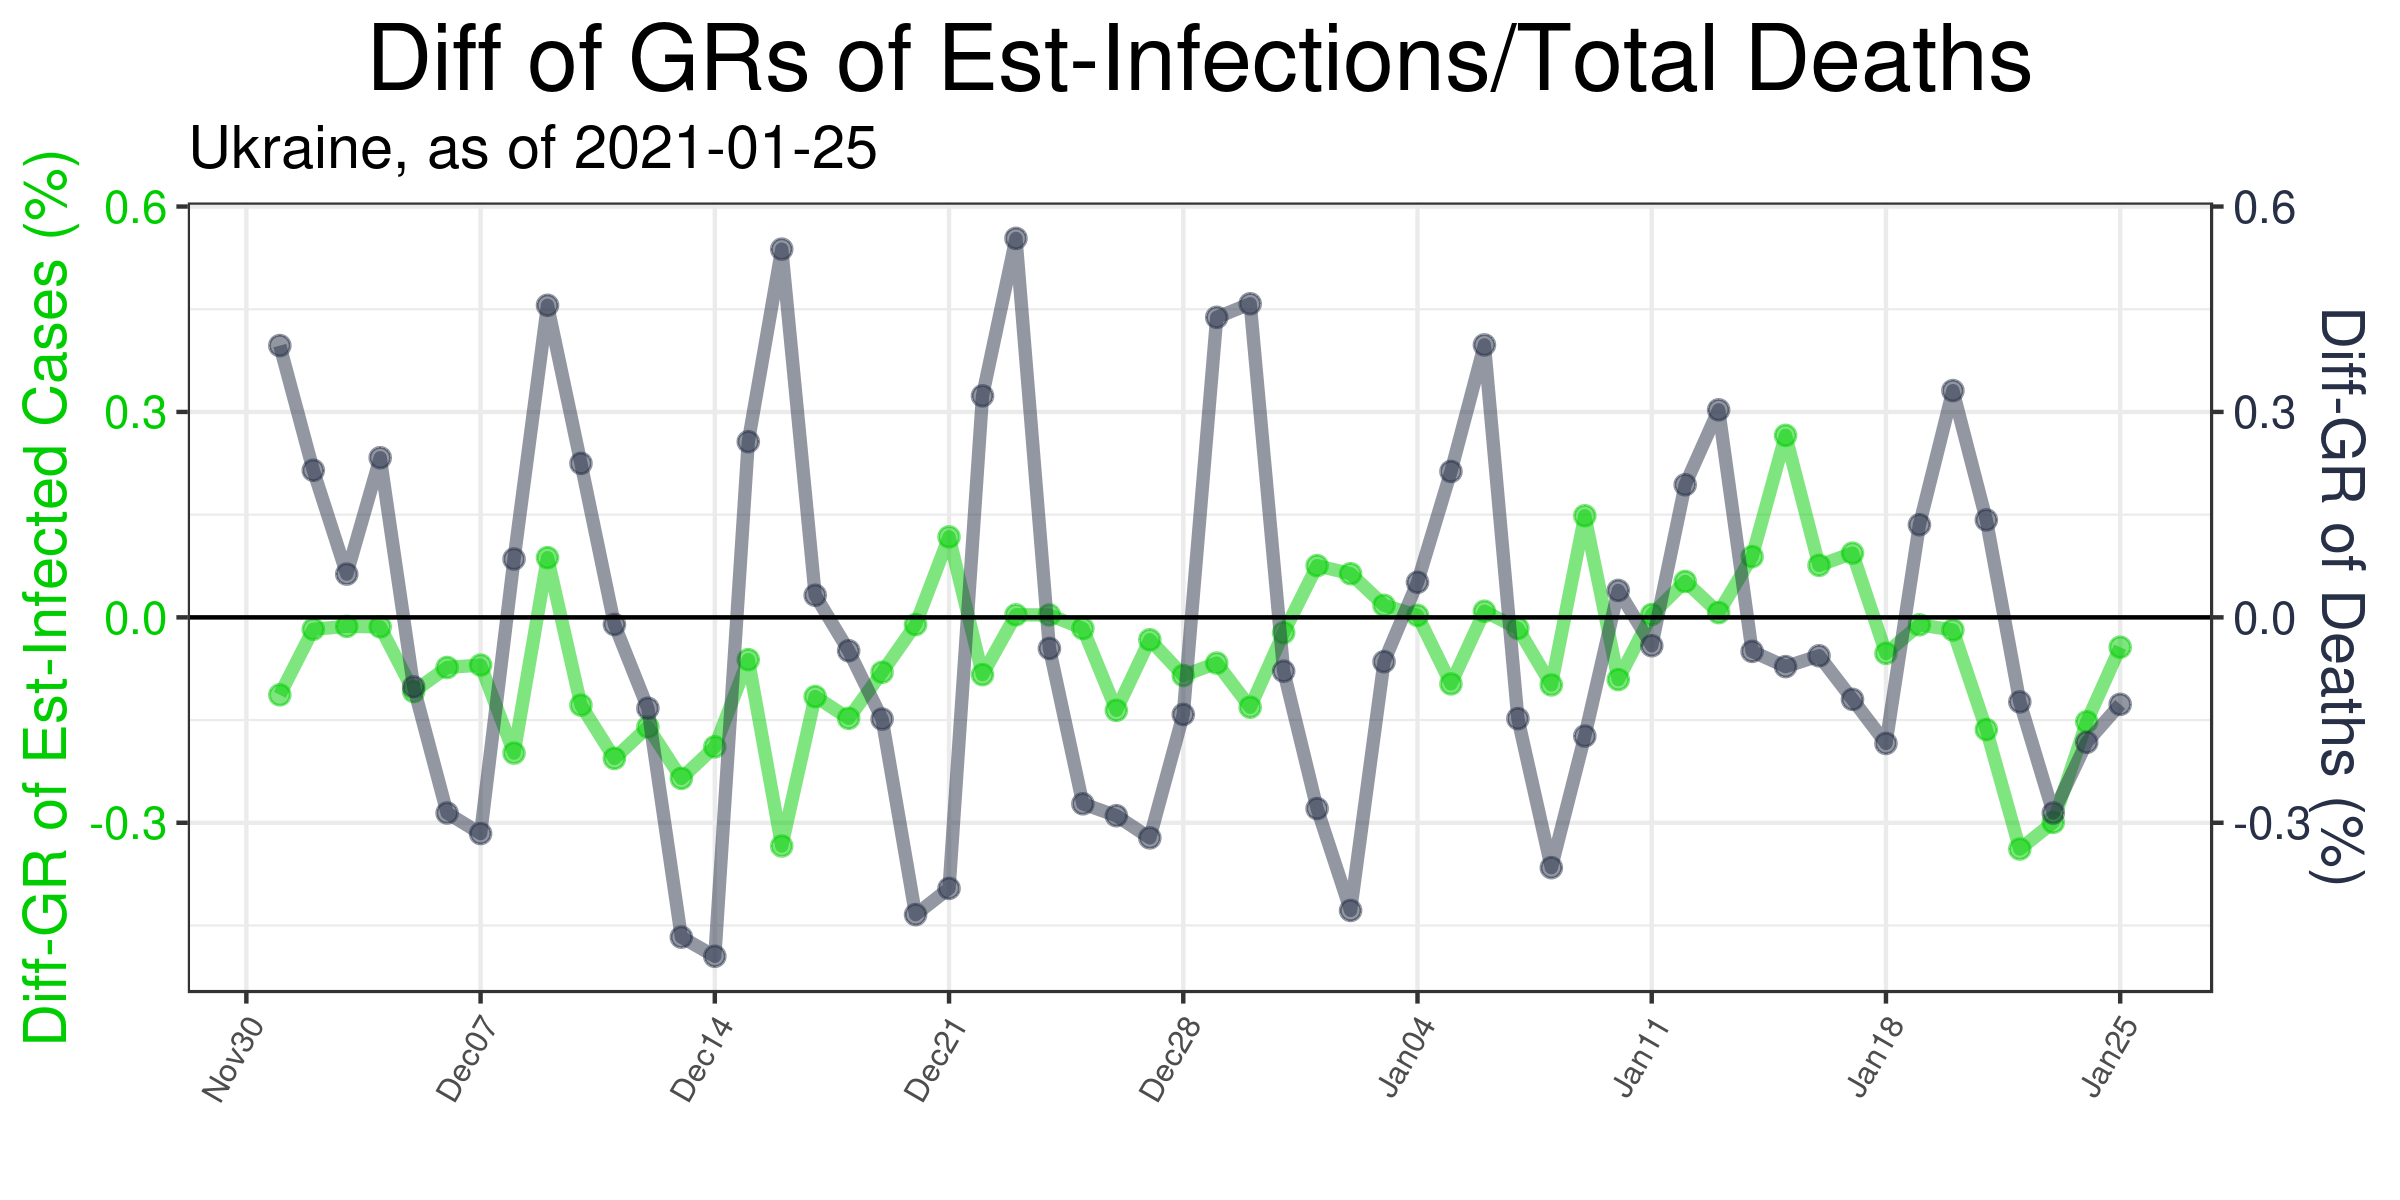 Diff of GRs of Est-Infections/Total Deaths
Ukraine, as of 2021-01-25
Diff-GR of Est-Infected Cases (%)
0.6
0.3
0.0
-0.3
0.6
0.3
0.0
-0.3
Diff-GR of Deaths (%)
Nov30
Dec07
Dec14
Dec21
Dec28
Jan04
Jan11
Jan18
Jan25